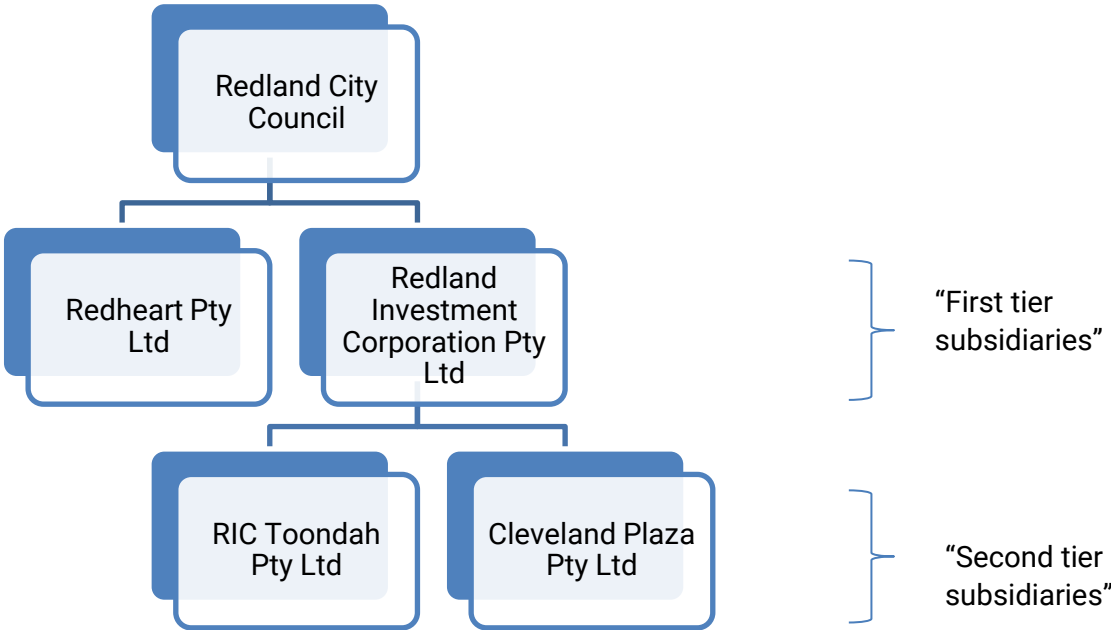 Redland City
Council
Redheart Pty
Ltd
Redland
Investment
Corporation Pty
Ltd
“First tier
subsidiaries”
RIC Toondah
Pty Ltd
Cleveland Plaza
Pty Ltd
“Second tier
subsidiaries”